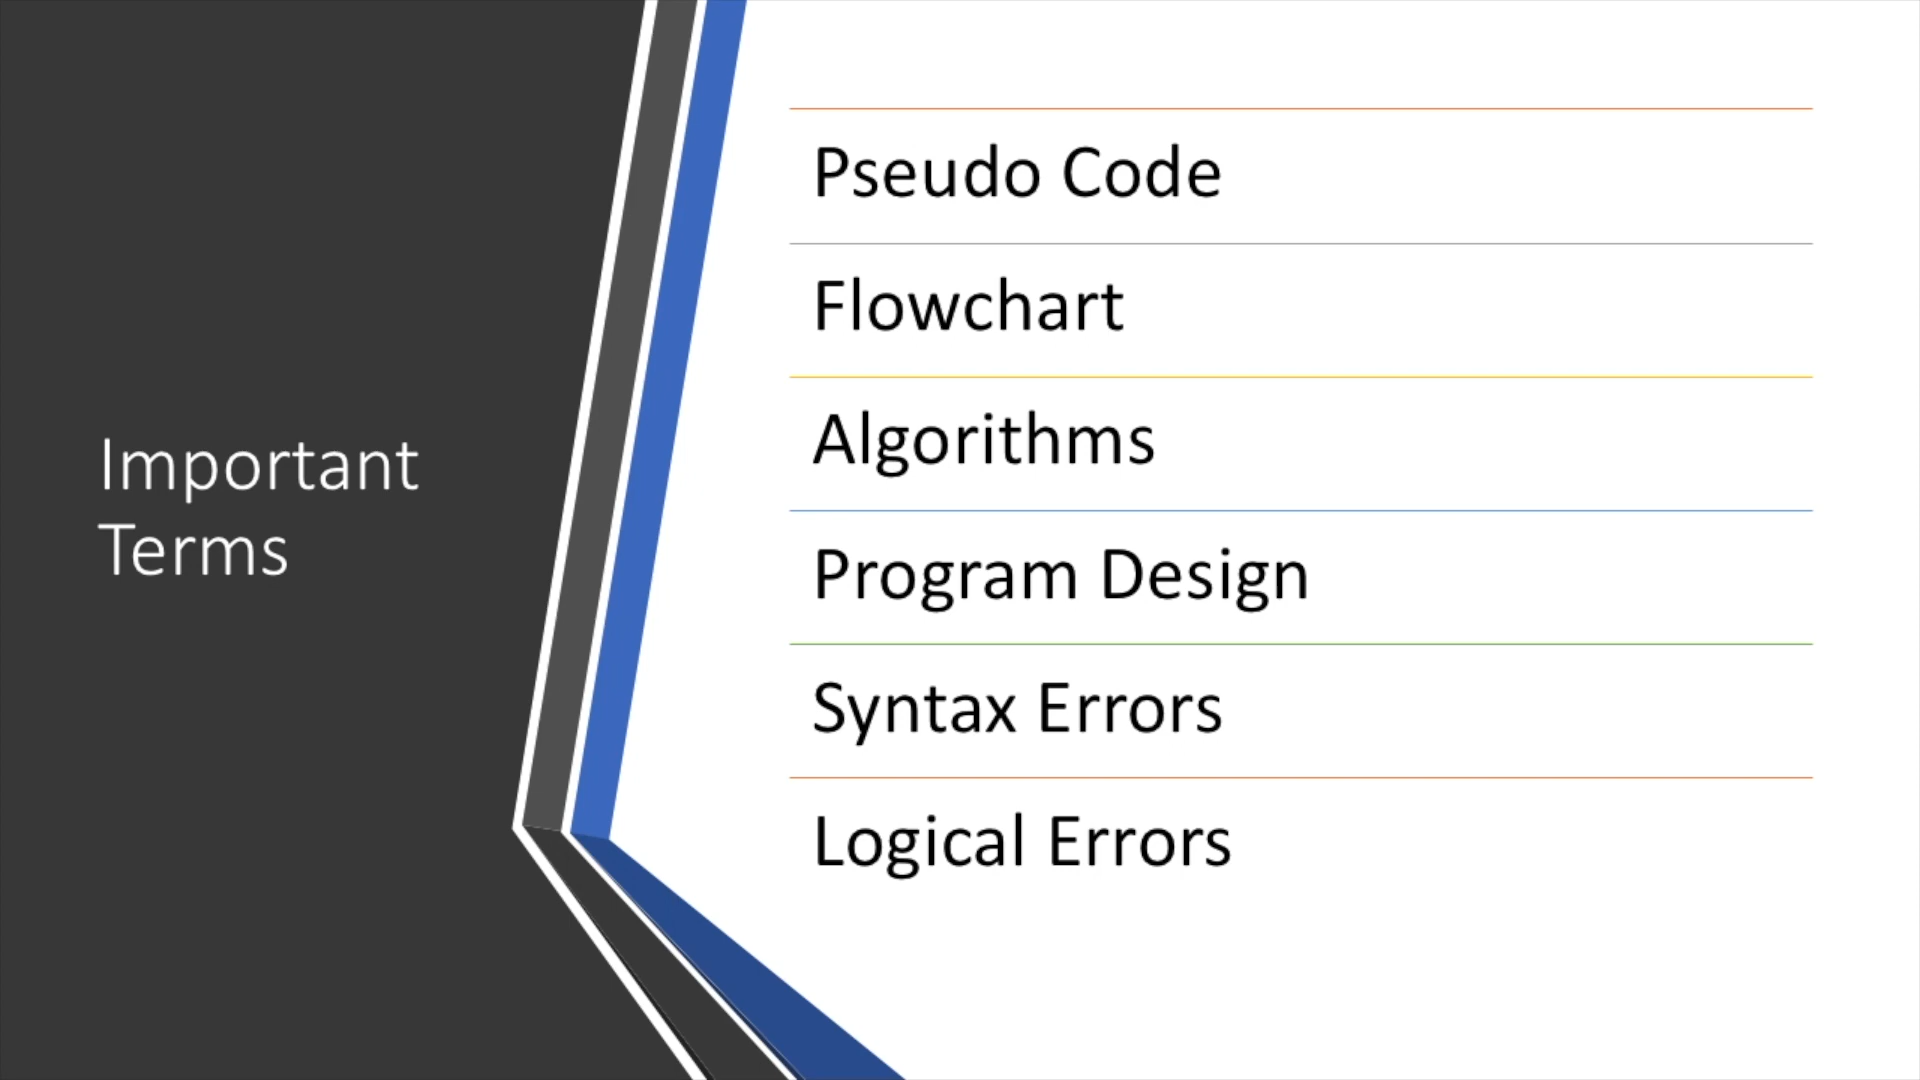 Important
Terms
Pseudo Code
Flowchart
Algorithms
Program Design
Syntax Errors
Logical Errors